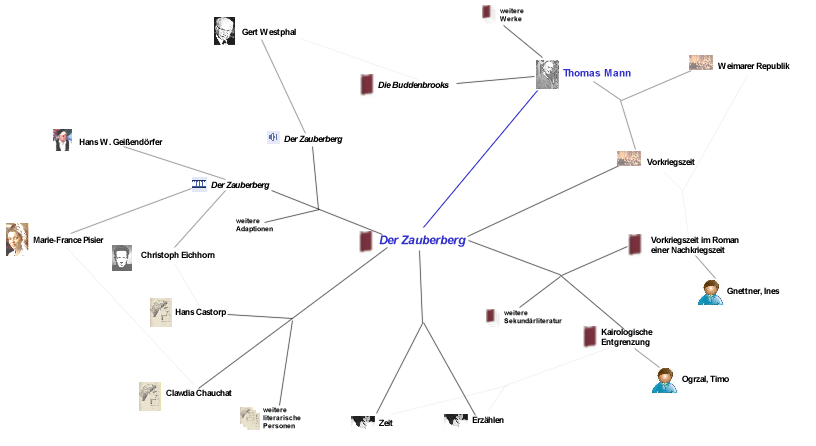 weitere
Werke
Gert Westphal
Thomas Mann
Weimarer Republik
Die Buddenbrooks
Hans W. Geißendörfer
Der Zauberberg
Vorkriegszeit
Der Zauberberg
weitere
Adaptionen
Marie-France Pisier
Christoph Eichhorn
Der Zauberberg
Vorkriegszeit im Roman
einer Nachkriegszeit
Gnettner, Ines
Hans Castorp
weitere
Sekundärliteratur
Kairologische
Entgrenzung
Ogrzal, Timo
Clawdia Chauchat
weitere
literarische
Personen
Zeit
Erzählen